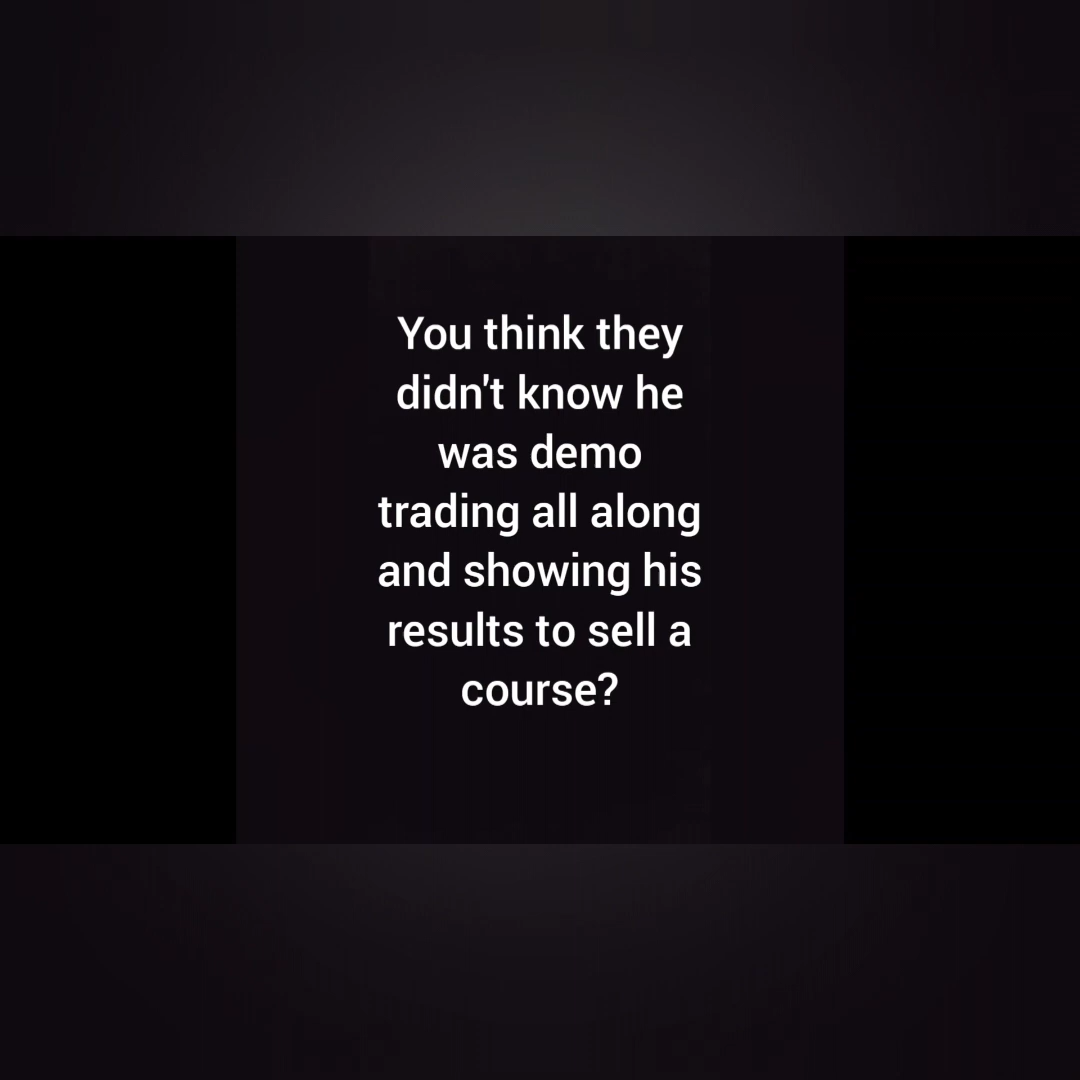 You think they
didn't know he
was demo
trading all along
and showing his
results to sell a
course?